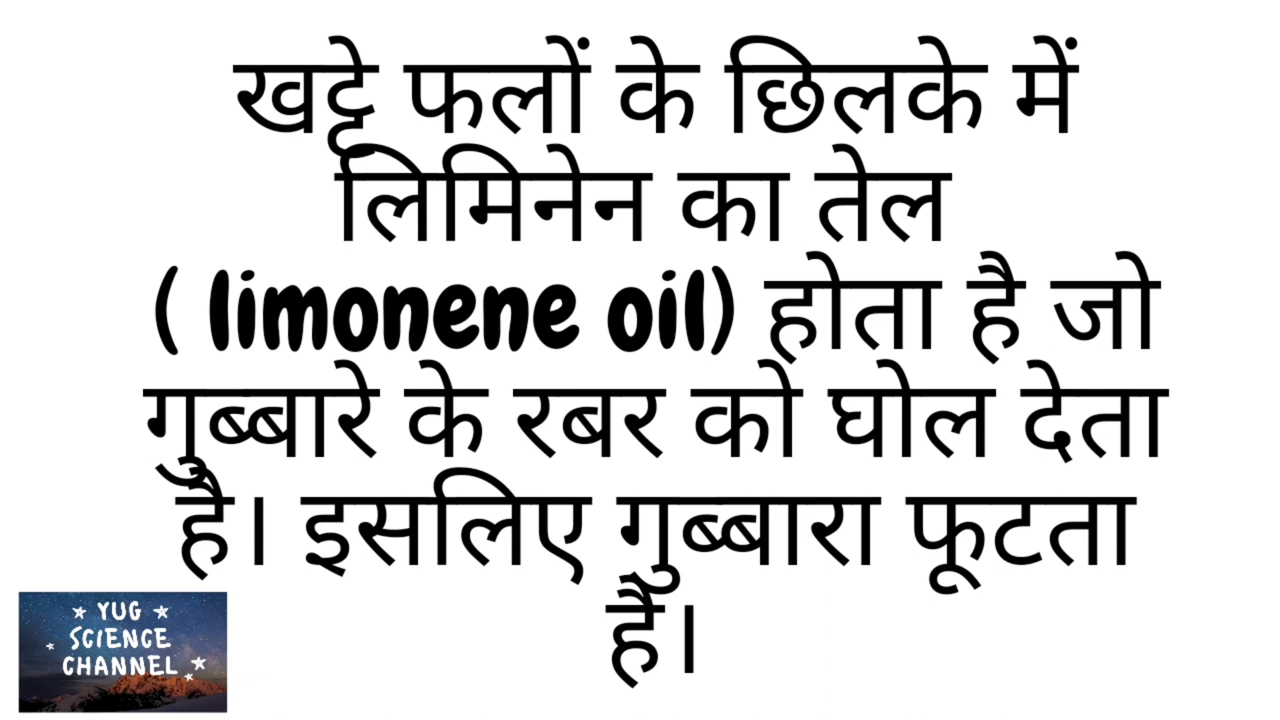 खट्टे फलों के छिलके में
लिमिनेन का तेल
( limonene oil) होता है जो
गुब्बारे के रबर को घोल देता
है। इसलिए गुब्बारा फूटता
है।
YUG
SCIENCE
CHANNEL